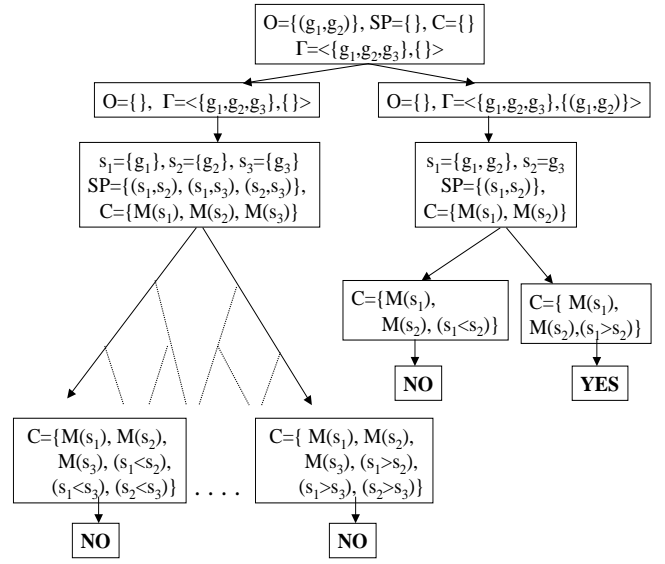 O={(g₁,g₂)}, SP={}, C={}
Γ=<{g₁,g₂,g₃},{}>
O={}, Γ=<{g₁,g₂,g₃},{}>
O={}, Γ=<{g₁,g₂,g₃},{(g₁,g₂)}>
s₁={g₁}, s₂={g₂}, s₃={g₃}
SP={(s₁,s₂), (s₁,s₃), (s₂,s₃)},
C={M(s₁), M(s₂), M(s₃)}
s₁={g₁, g₂}, s₂=g₃
SP={(s₁,s₂)},
C={M(s₁), M(s₂)}
C={M(s₁),
M(s₂), (s₁<s₂)}
NO
C={ M(s₁),
M(s₂),(s₁>s₂)}
YES
C={M(s₁), M(s₂),
M(s₃), (s₁<s₂),
(s₁<s₃), (s₂<s₃)}
NO
. . . .
C={ M(s₁), M(s₂),
M(s₃), (s₁>s₂),
(s₁>s₃), (s₂>s₃)}
NO